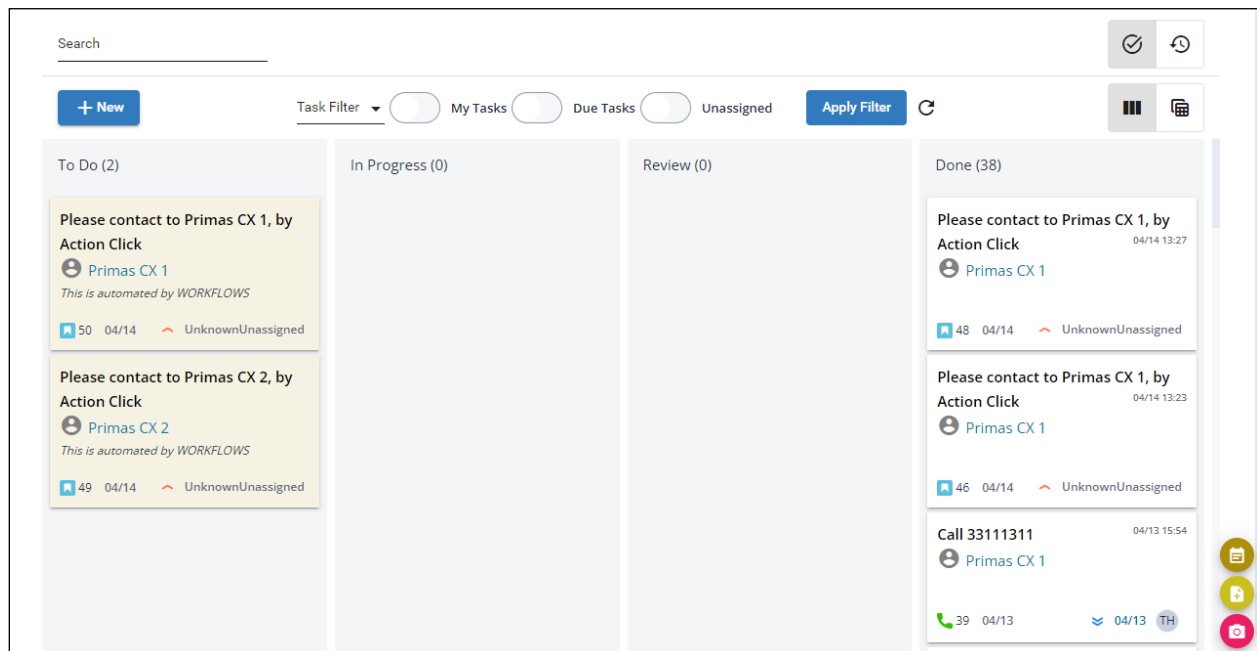 Search
+ New
Task Filter
My Tasks
Due Tasks
Unassigned
Apply Filter
To Do (2)
Please contact to Primas CX 1, by
Action Click
Primas CX 1
This is automated by WORKFLOWS
50 04/14 UnknownUnassigned
Please contact to Primas CX 2, by
Action Click
Primas CX 2
This is automated by WORKFLOWS
49 04/14 UnknownUnassigned
In Progress (0)
Review (0)
Done (38)
Please contact to Primas CX 1, by
Action Click 04/14 13:27
Primas CX 1
48 04/14 UnknownUnassigned
Please contact to Primas CX 1, by
Action Click 04/14 13:23
Primas CX 1
46 04/14 UnknownUnassigned
Call 33111311 04/13 15:54
Primas CX 1
39 04/13 04/13 TH